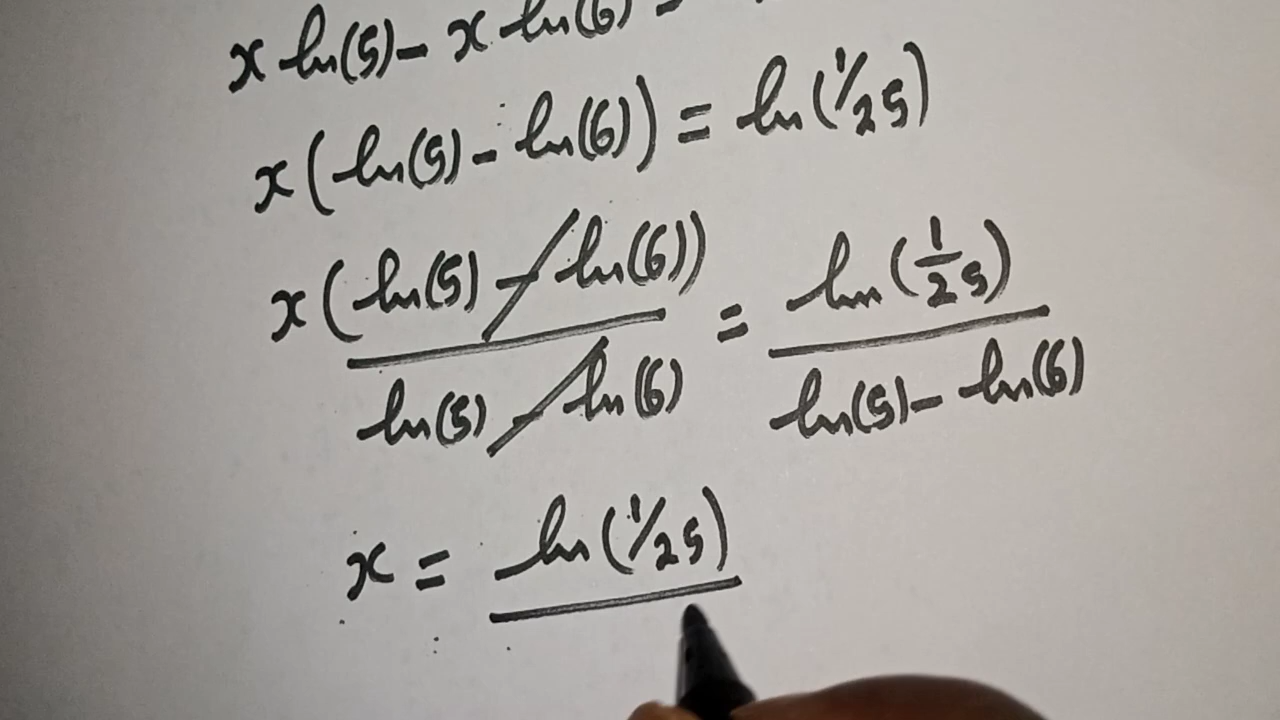 x ln(5) - x ln(6) =
x(ln(5) - ln(6)) = ln(1/25)
x(ln(5) - ln(6)) / ln(5) - ln(6) = ln(1/25) / ln(5) - ln(6)
x = ln(1/25)